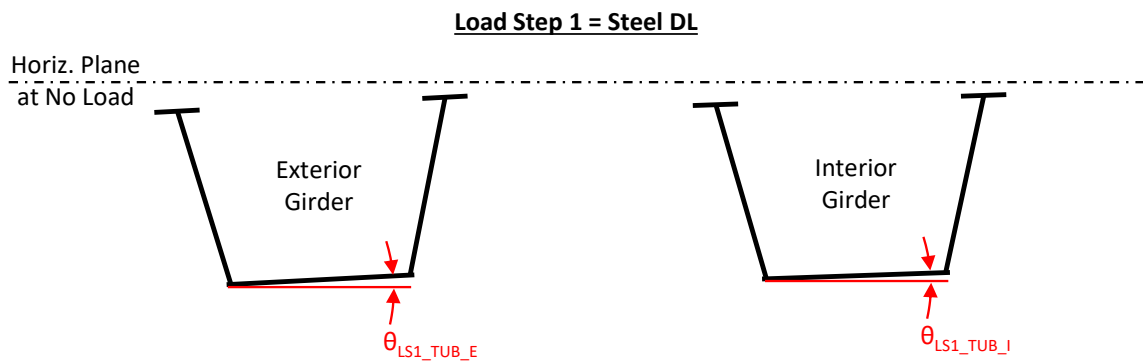 Load Step 1 = Steel DL
Horiz. Plane
at No Load
Exterior
Girder
Interior
Girder
θLS1_TUB_E
θLS1_TUB_I